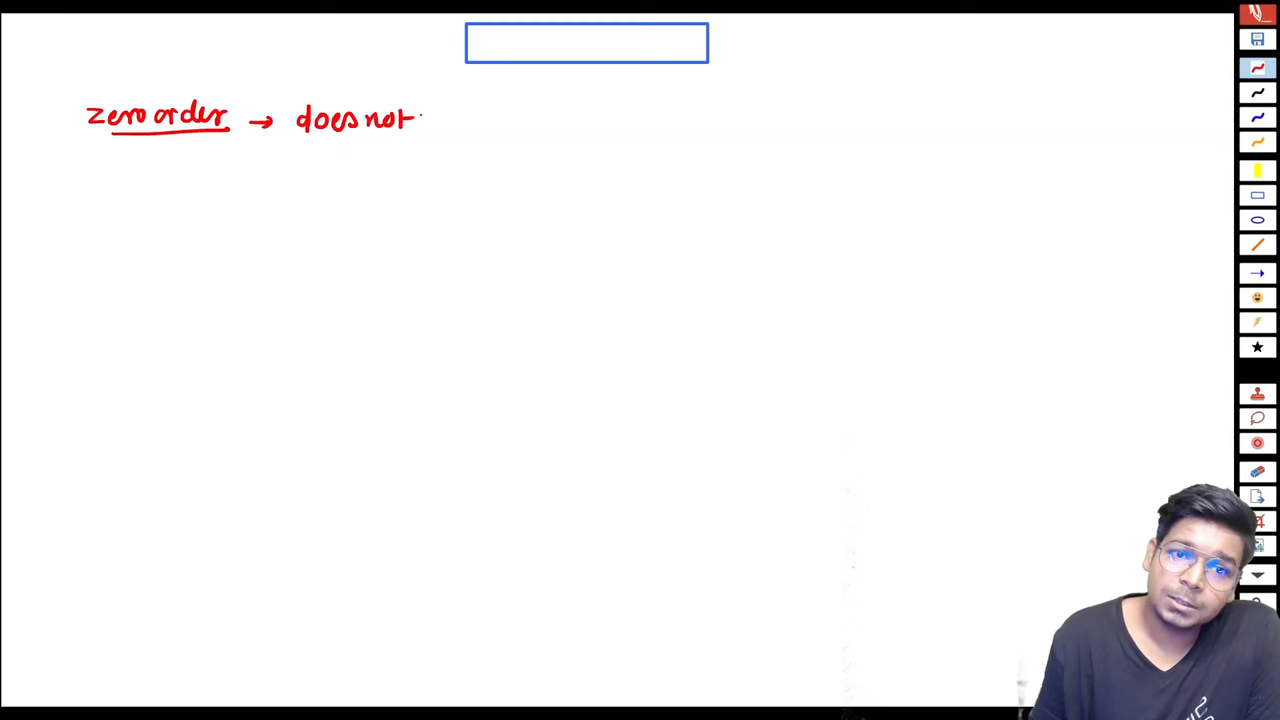 zero order → does not